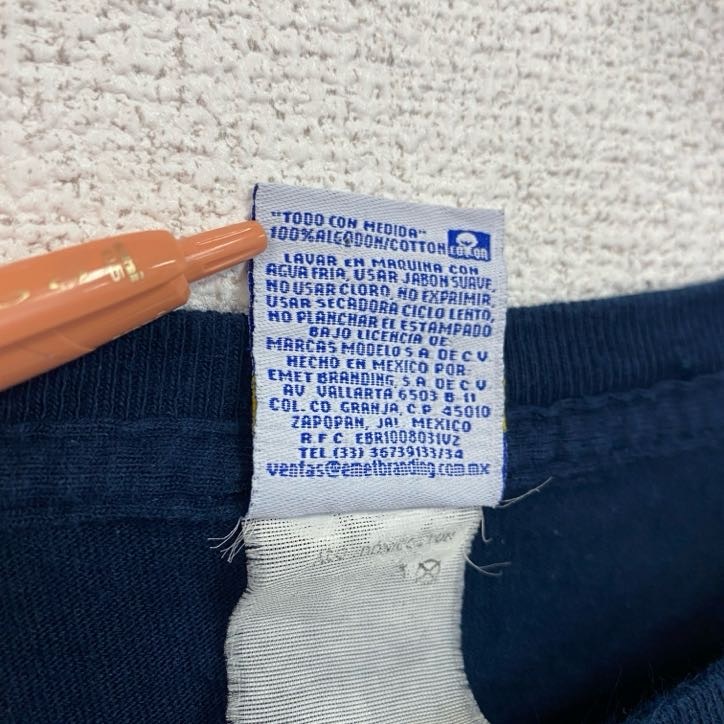 "TODO CON MEDIDA"
100%ALGODON/COTTON
LAVAR EN MAQUINA CON
AGUA FRIA, USAR JABON SUAVE,
NO USAR CLORO, NO EXPRIMIR,
USAR SECADORA CICLO LENTO,
NO PLANCHAR EL ESTAMPADO
BAJO LICENCIA DE
MARCAS MODELO S.A. DE C.V.
HECHO EN MEXICO POR:
EMET BRANDING, S.A. DE C.V.
AV VALLARTA 6503 B-11
COL. CD. GRANJA, C.P. 45010
ZAPOPAN, JAL. MEXICO
R.F.C. EBR1008031V2
TEL (33) 36739133/34
ventas@emetbranding.com.mx